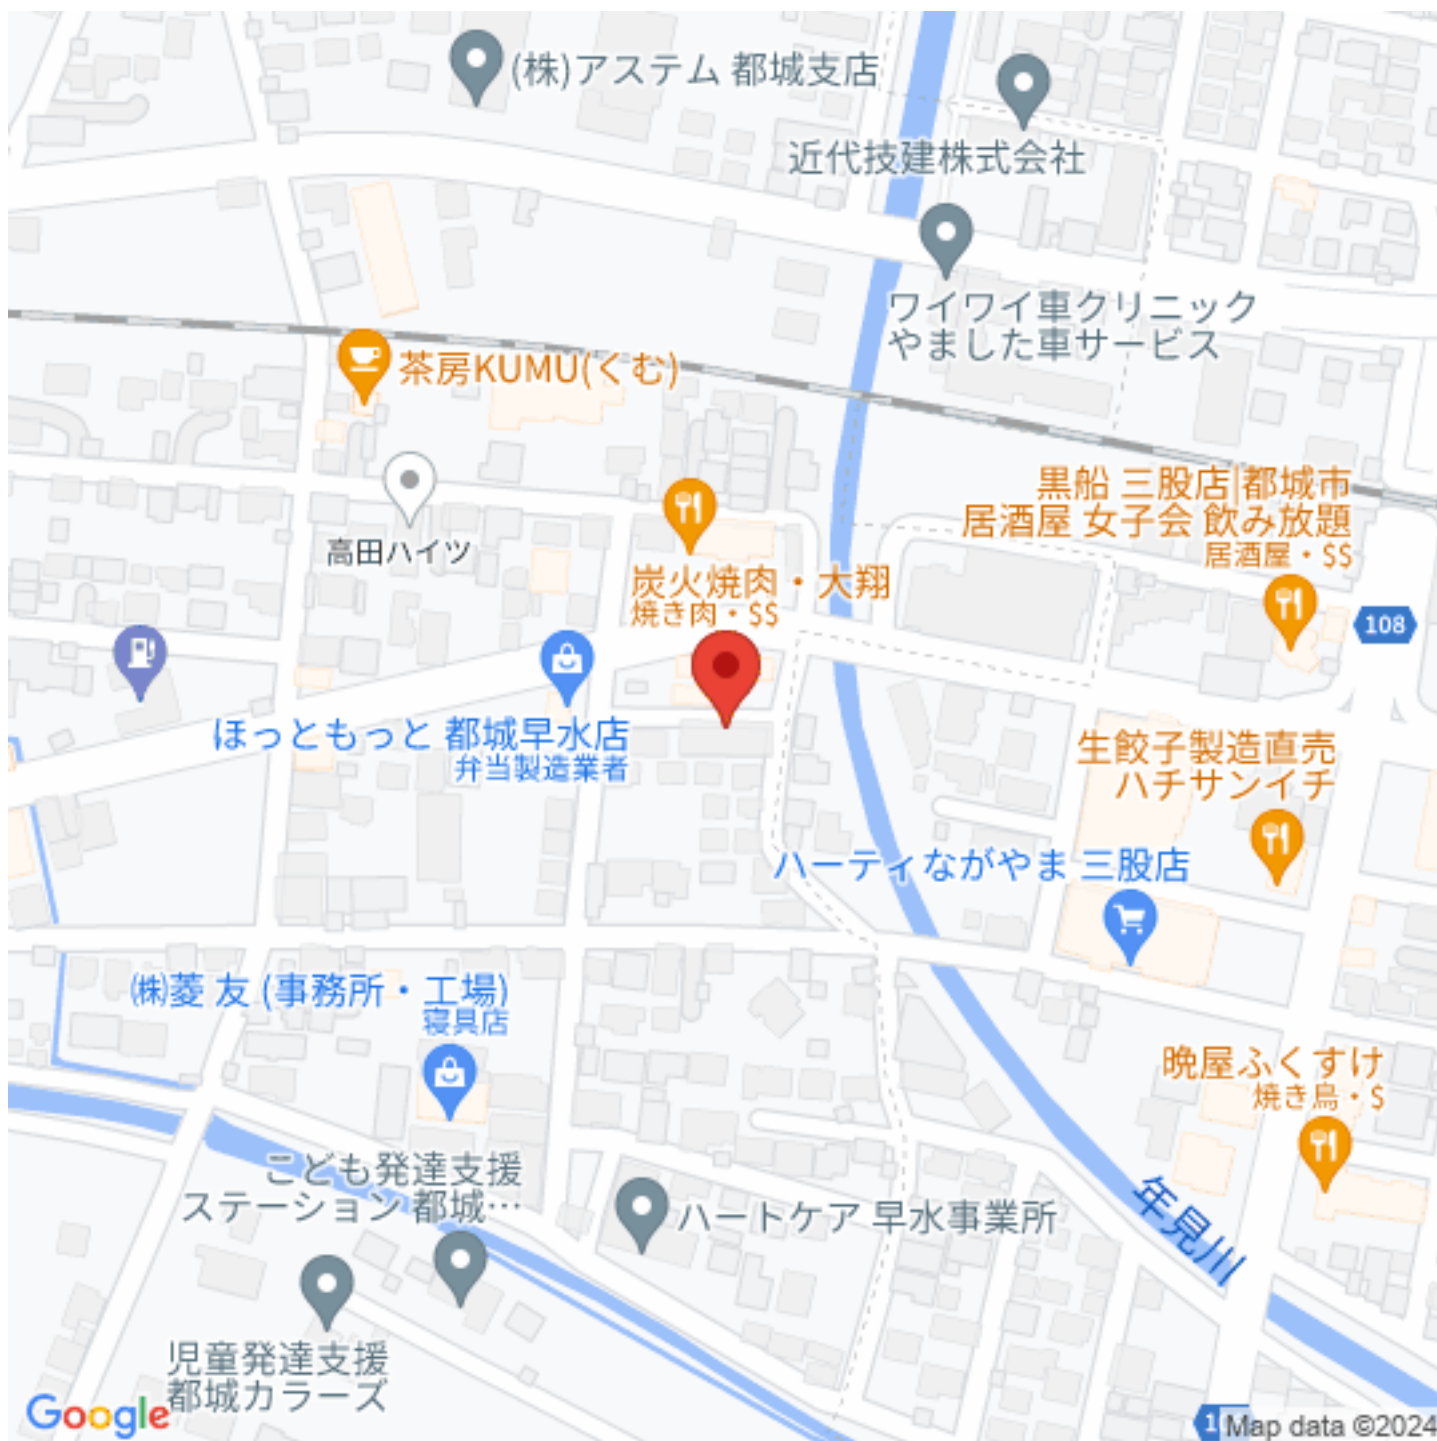 (株)アステム 都城支店
近代技建株式会社
ワイワイ車クリニック
やました車サービス
茶房KUMU(くむ)
黒船 三股店|都城市
居酒屋 女子会 飲み放題
居酒屋・$$
高田ハイツ
炭火焼肉・大翔
焼き肉・$$
108
ほっともっと 都城早水店
弁当製造業者
生餃子製造直売
ハチサンイチ
ハーティながやま 三股店
㈱菱 友 (事務所・工場)
寝具店
晩屋ふくすけ
焼き鳥・$
こども発達支援
ステーション 都城…
ハートケア 早水事業所
年見川
児童発達支援
都城カラーズ
Google
Map data ©2024